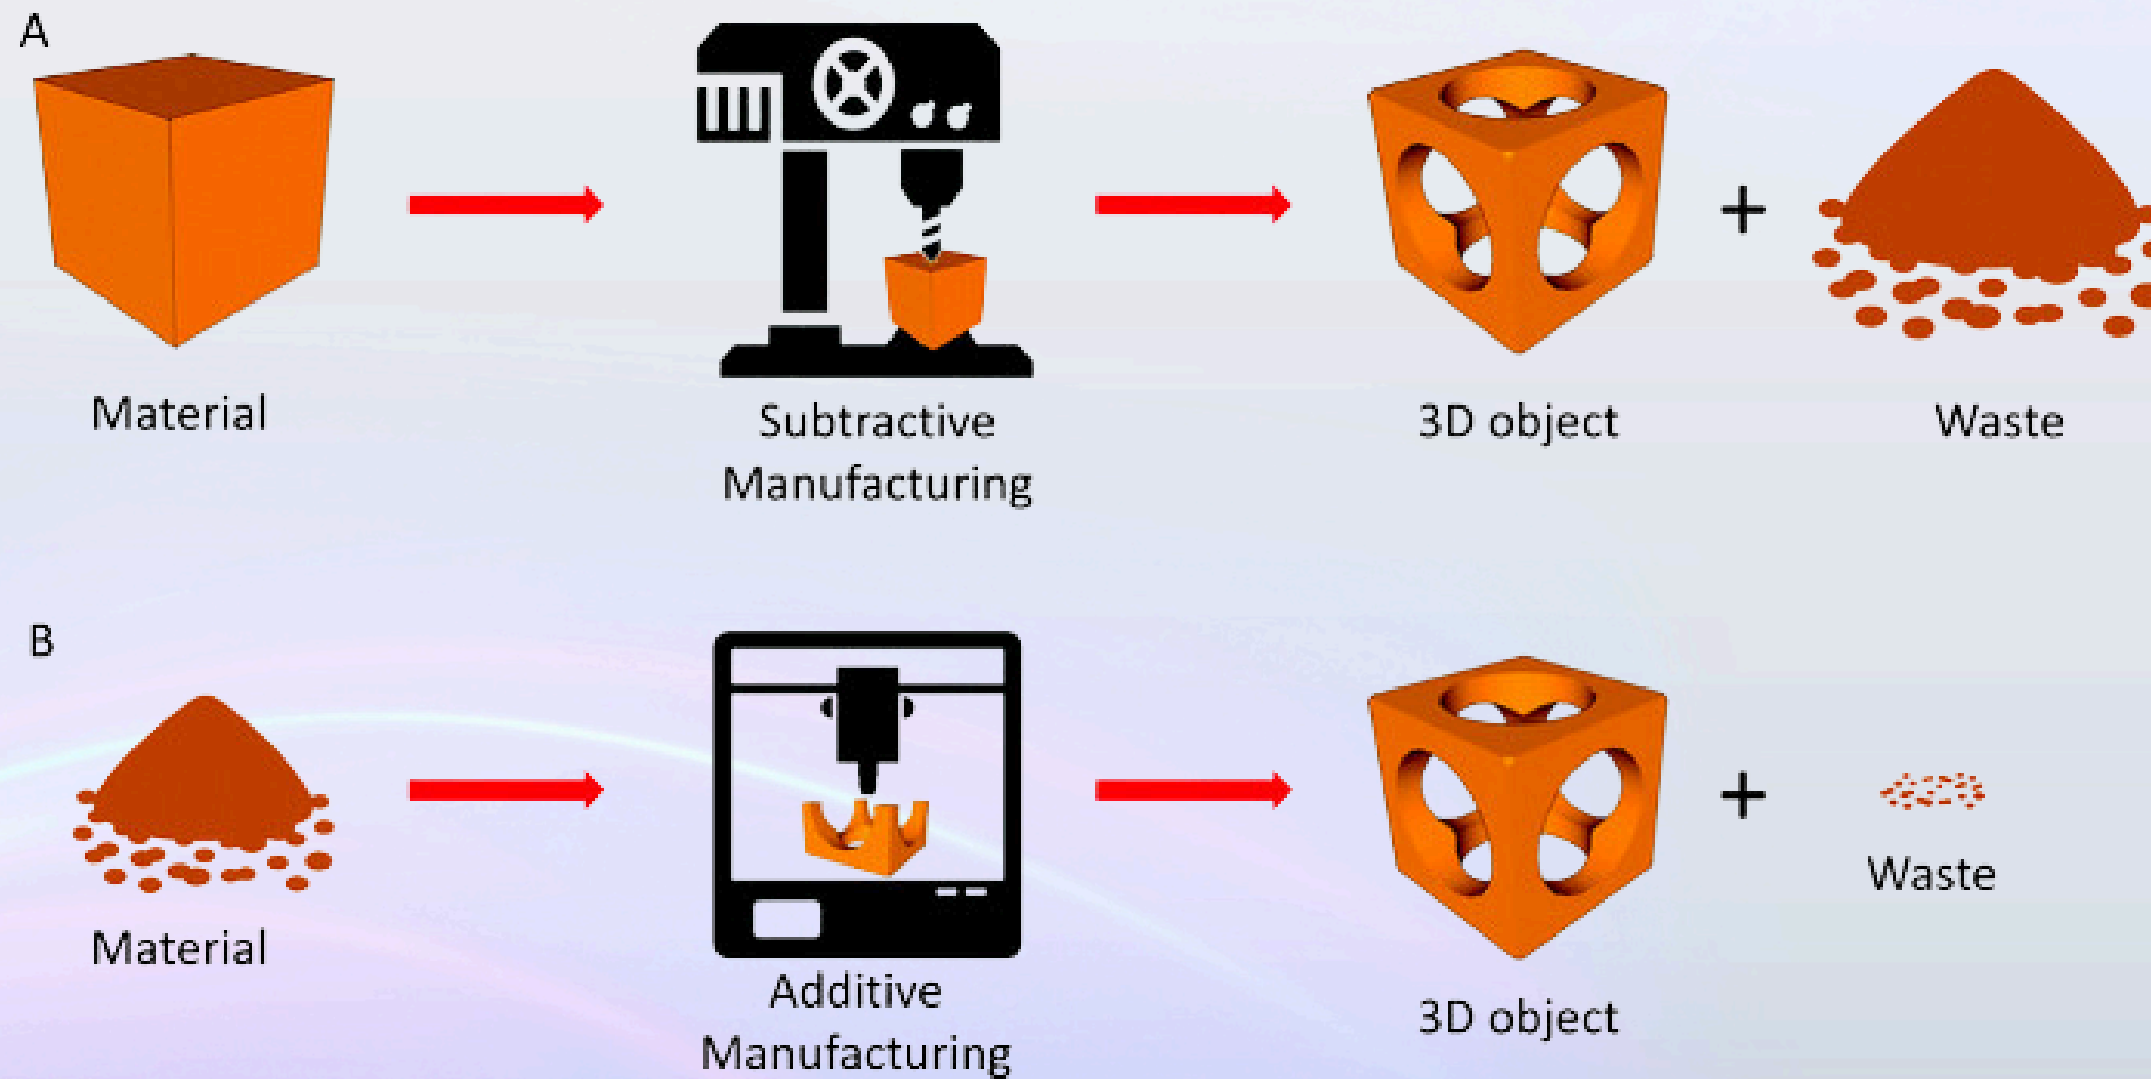 A
Material
Subtractive
Manufacturing
3D object
+
Waste
B
Material
Additive
Manufacturing
3D object
+
Waste